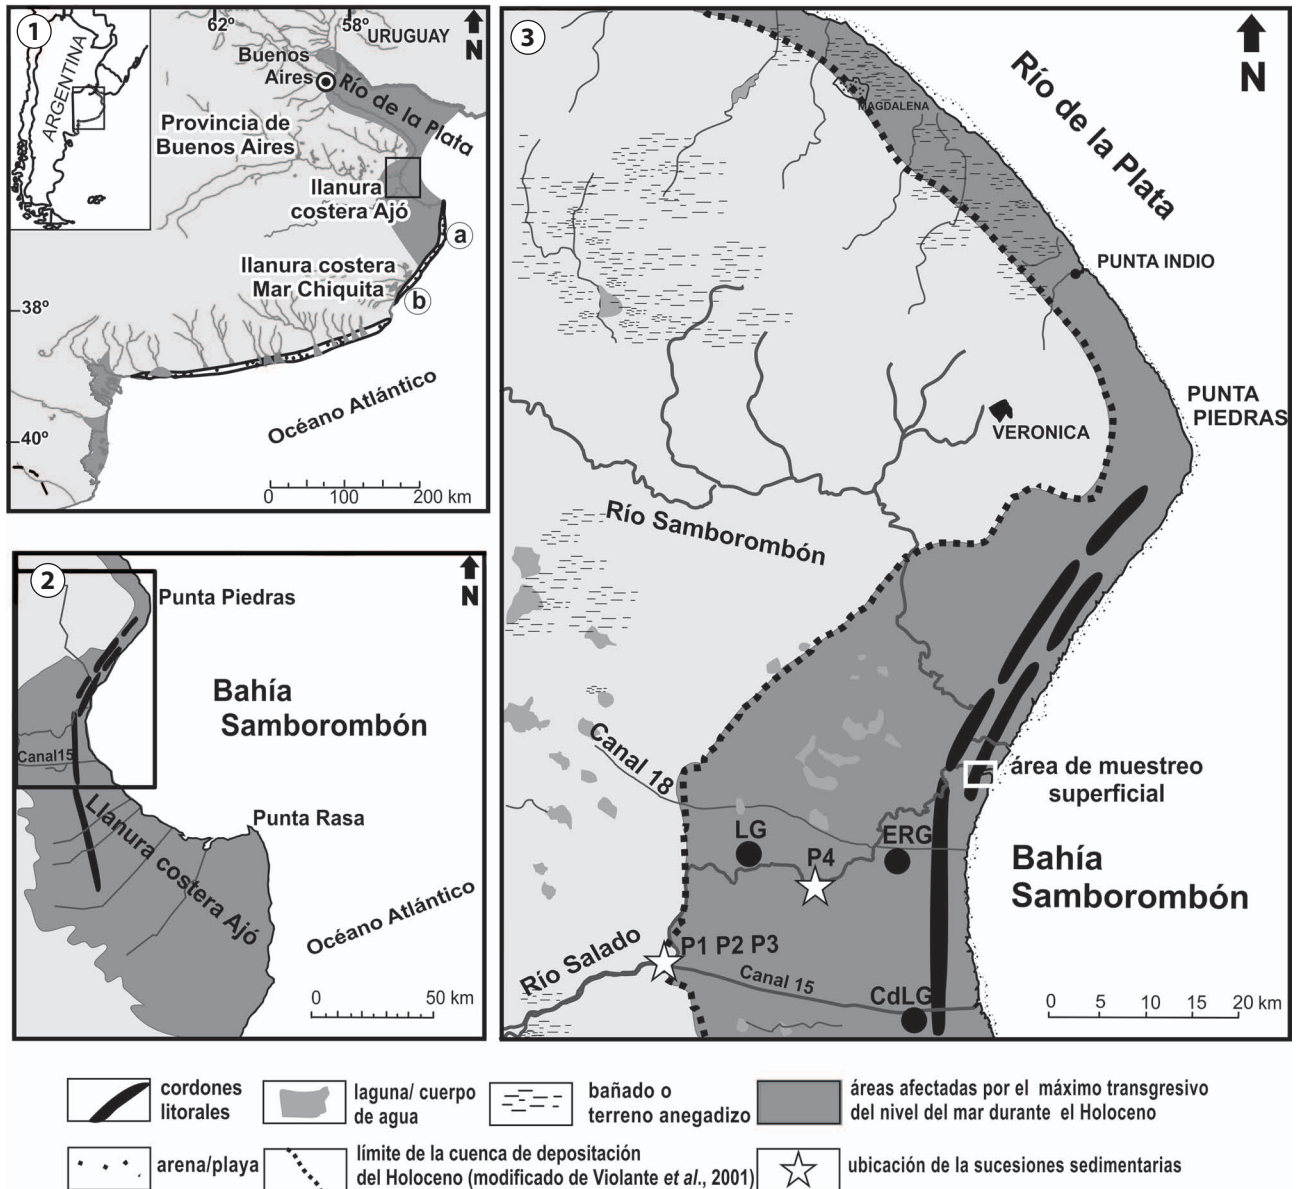 1
62º
58º
URUGUAY
N
ARGENTINA
Buenos
Aires
Río de la Plata
Provincia de
Buenos Aires
llanura
costera Ajó
a
llanura costera
Mar Chiquita
b
38º
Océano Atlántico
40º
0 100 200 km
2
N
Punta Piedras
Bahía
Samborombón
Canal15
Llanura costera Ajó
Punta Rasa
Océano Atlántico
0 50 km
3
N
Río de la Plata
MAGDALENA
PUNTA INDIO
PUNTA
PIEDRAS
VERONICA
Río Samborombón
Canal 18
área de muestreo
superficial
LG
ERG
P4
Bahía
Samborombón
Río Salado
P1 P2 P3
Canal 15
CdLG
0 5 10 15 20 km
cordones
litorales
laguna/ cuerpo
de agua
bañado o
terreno anegadizo
áreas afectadas por el máximo transgresivo
del nivel del mar durante el Holoceno
arena/playa
límite de la cuenca de depositación
del Holoceno (modificado de Violante et al., 2001)
ubicación de la sucesiones sedimentarias